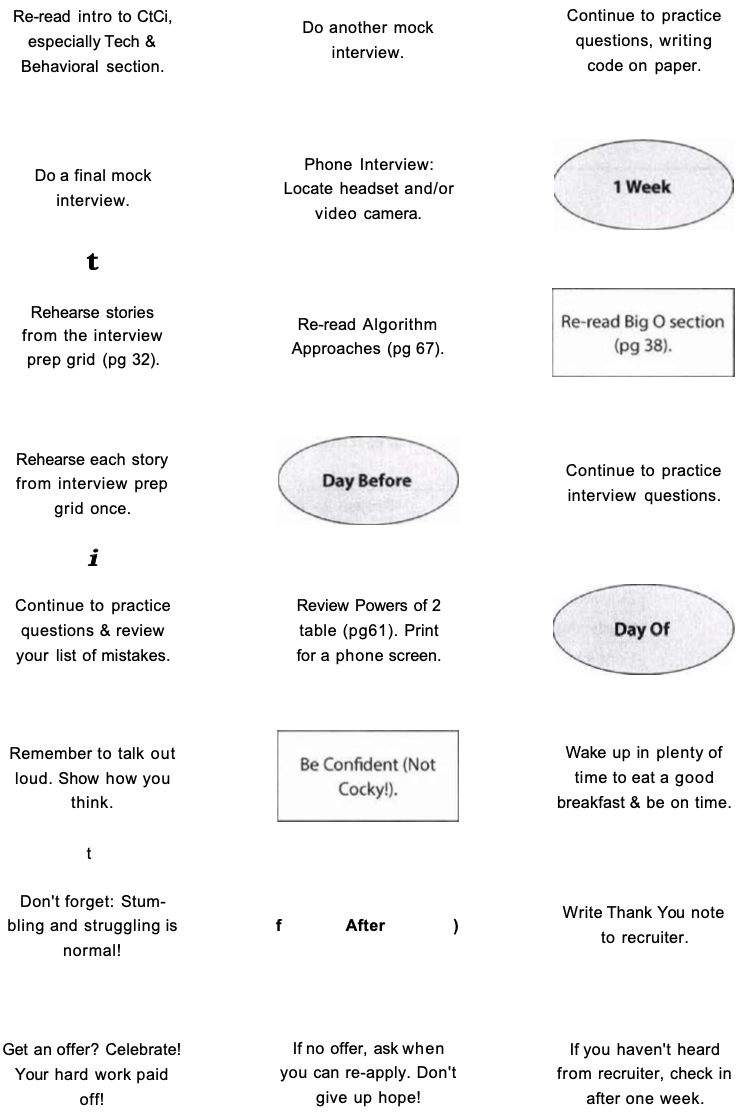 Re-read intro to CtCi,
especially Tech &
Behavioral section.
Do another mock
interview.
Continue to practice
questions, writing
code on paper.
Do a final mock
interview.
Phone Interview:
Locate headset and/or
video camera.
1 Week
t
Rehearse stories
from the interview
prep grid (pg 32).
Re-read Algorithm
Approaches (pg 67).
Re-read Big O section
(pg 38).
Rehearse each story
from interview prep
grid once.
Day Before
Continue to practice
interview questions.
i
Continue to practice
questions & review
your list of mistakes.
Review Powers of 2
table (pg61). Print
for a phone screen.
Day Of
Remember to talk out
loud. Show how you
think.
Be Confident (Not
Cocky!).
Wake up in plenty of
time to eat a good
breakfast & be on time.
t
Don't forget: Stum-
bling and struggling is
normal!
f After )
Write Thank You note
to recruiter.
Get an offer? Celebrate!
Your hard work paid
off!
If no offer, ask when
you can re-apply. Don't
give up hope!
If you haven't heard
from recruiter, check in
after one week.